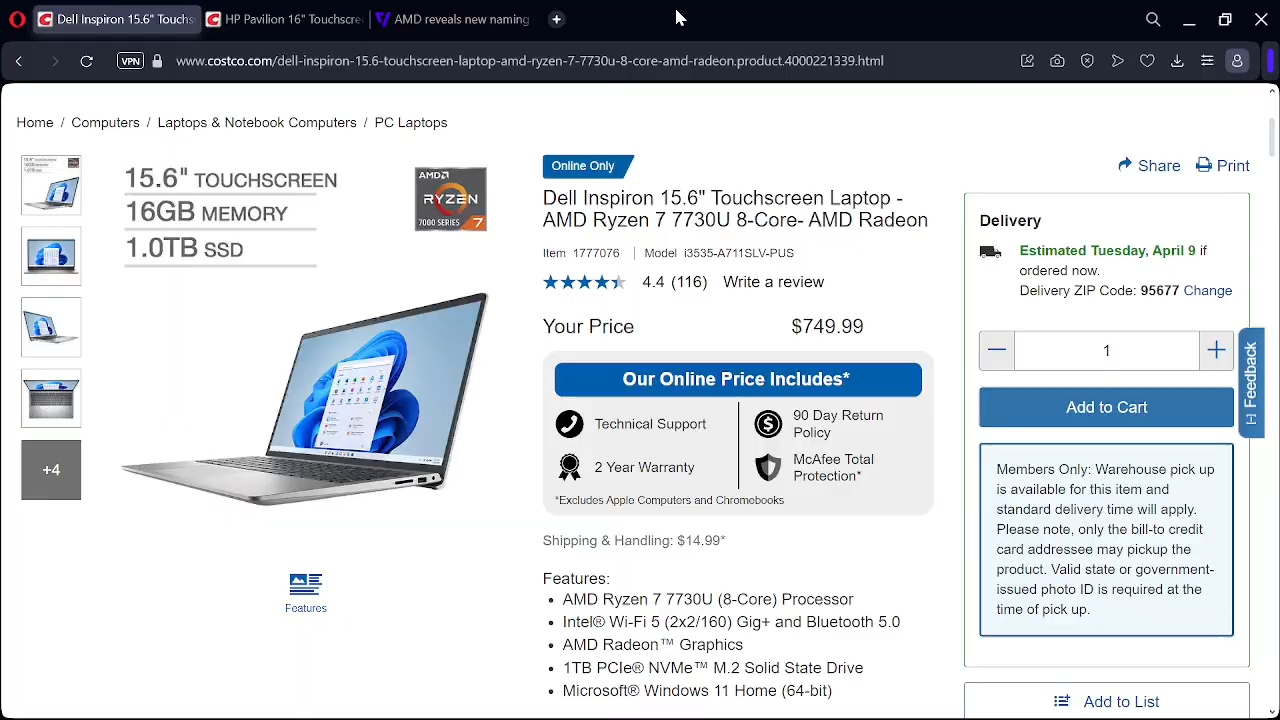 Dell Inspiron 15.6" Touchs
HP Pavilion 16" Touchscre
AMD reveals new naming
VPN
www.costco.com/dell-inspiron-15.6-touchscreen-laptop-amd-ryzen-7-7730u-8-core-amd-radeon.product.4000221339.html
Home / Computers / Laptops & Notebook Computers / PC Laptops
+4
15.6" TOUCHSCREEN
16GB MEMORY
1.0TB SSD
AMD
RYZEN
7000 SERIES 7
Features
Online Only
Dell Inspiron 15.6" Touchscreen Laptop -
AMD Ryzen 7 7730U 8-Core- AMD Radeon
Item 1777076 | Model i3535-A711SLV-PUS
4.4 (116) Write a review
Your Price $749.99
Our Online Price Includes*
Technical Support
90 Day Return
Policy
2 Year Warranty
McAfee Total
Protection*
*Excludes Apple Computers and Chromebooks
Shipping & Handling: $14.99*
Features:
• AMD Ryzen 7 7730U (8-Core) Processor
• Intel® Wi-Fi 5 (2x2/160) Gig+ and Bluetooth 5.0
• AMD Radeon™ Graphics
• 1TB PCIe® NVMe™ M.2 Solid State Drive
• Microsoft® Windows 11 Home (64-bit)
Share Print
Delivery
Estimated Tuesday, April 9 if
ordered now.
Delivery ZIP Code: 95677 Change
1
Add to Cart
Members Only: Warehouse pick up
is available for this item and
standard delivery time will apply.
Please note, only the bill-to credit
card addressee may pickup the
product. Valid state or government-
issued photo ID is required at the
time of pick up.
Add to List
[-] Feedback